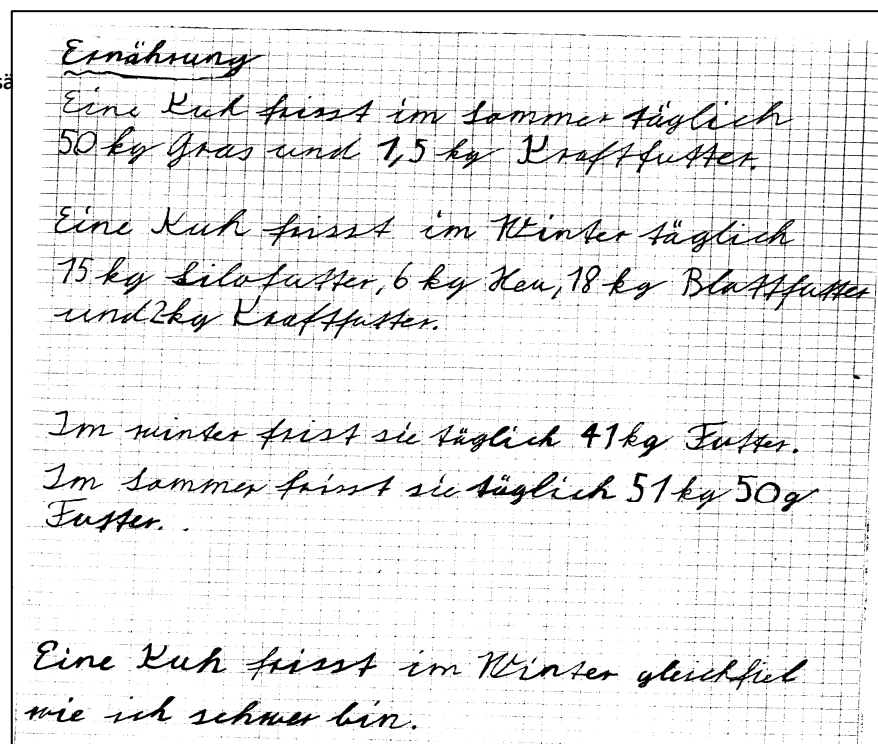 Ernährung
sä
Eine Kuh frisst im Sommer täglich
50 kg Gras und 1,5 kg Kraftfutter.
Eine Kuh frisst im Winter täglich
15 kg Silofutter, 6 kg Heu, 18 kg Blattfutter
und 2 kg Kraftfutter.
Im winter frist sie täglich 41 kg Futter.
Im Sommer frisst sie täglich 51 kg 50 g
Futter..
Eine Kuh frisst im Winter gleichfiel
wie ich schwer bin.